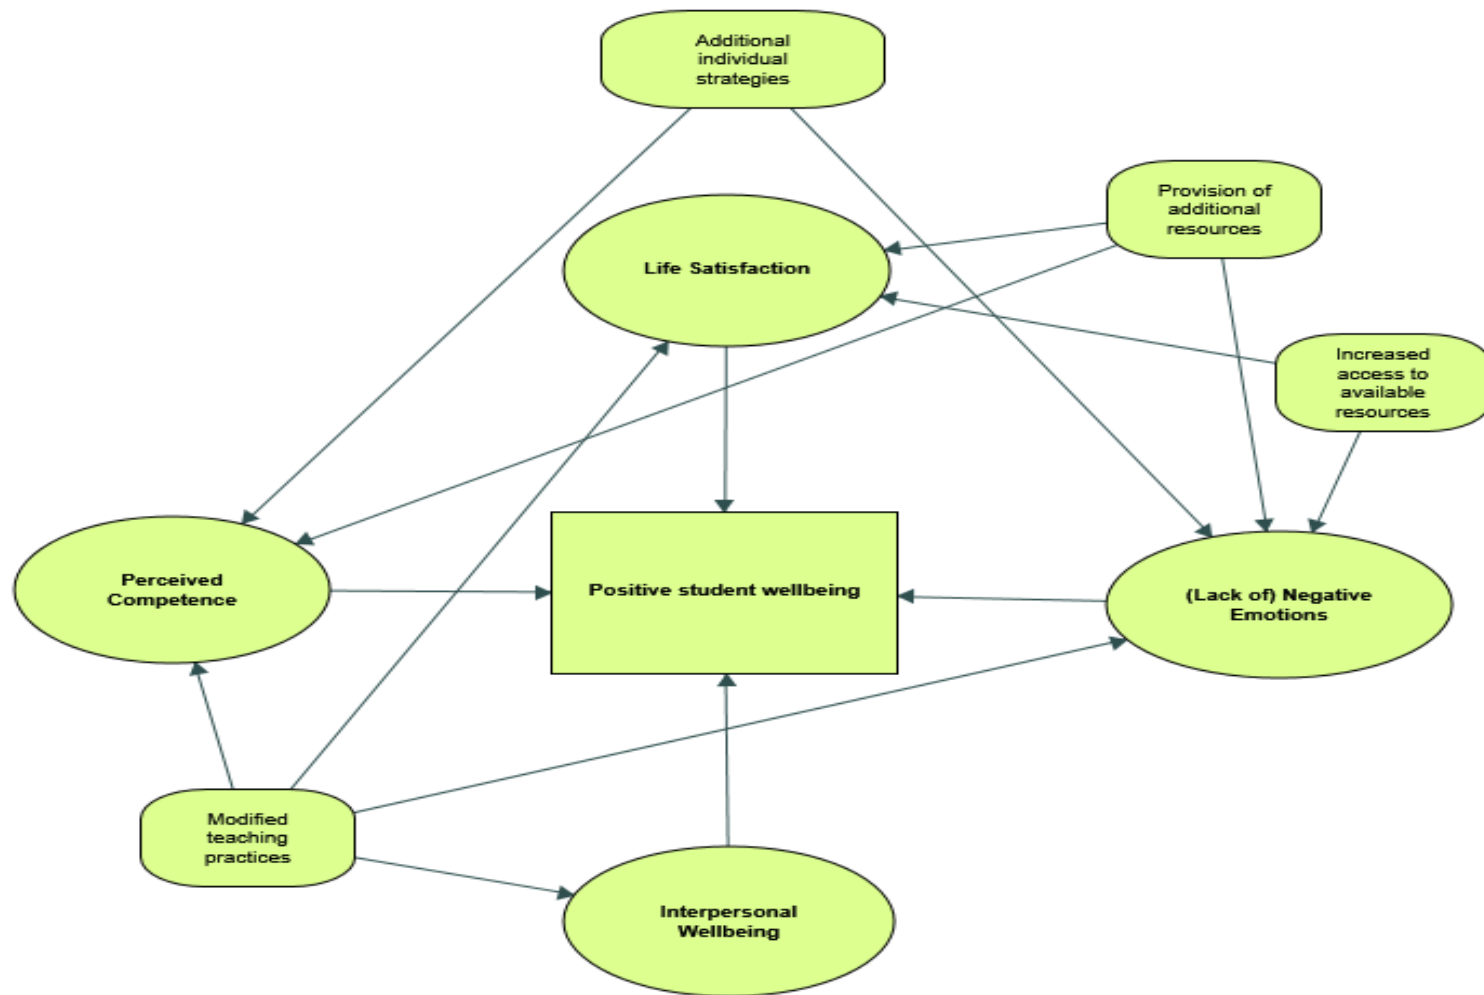 Additional
individual
strategies
Provision of
additional
resources
Life Satisfaction
Increased
access to
available
resources
Perceived
Competence
Positive student wellbeing
(Lack of) Negative
Emotions
Modified
teaching
practices
Interpersonal
Wellbeing